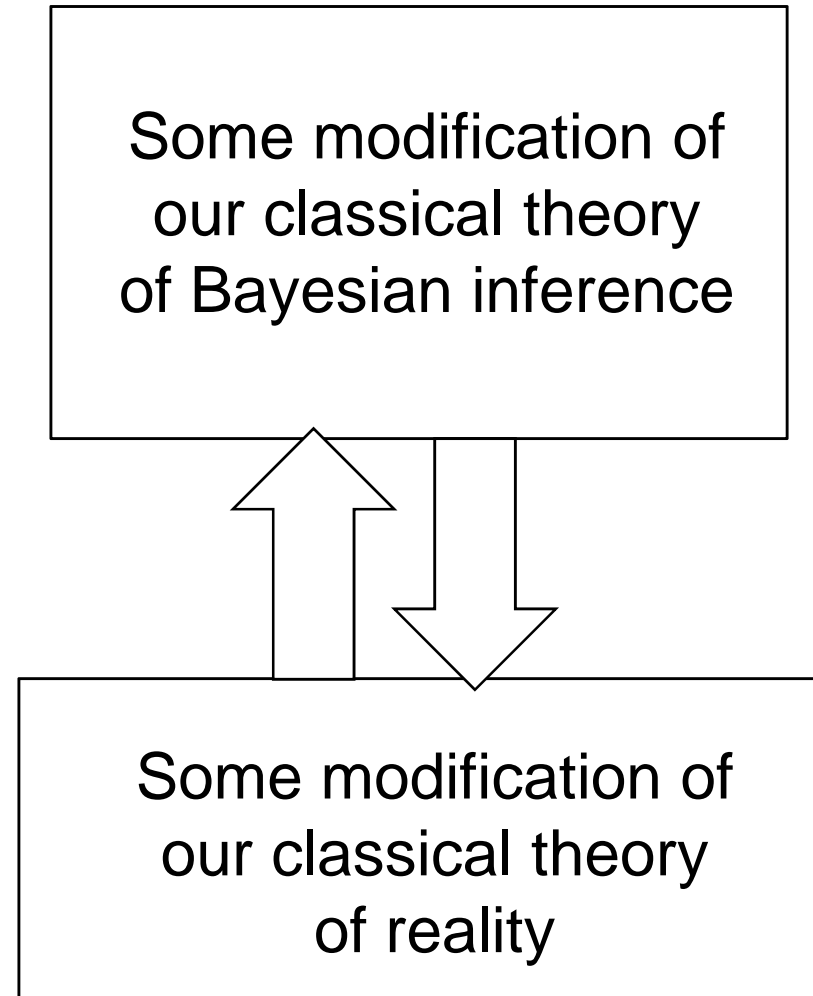 Some modification of
our classical theory
of Bayesian inference
Some modification of
our classical theory
of reality